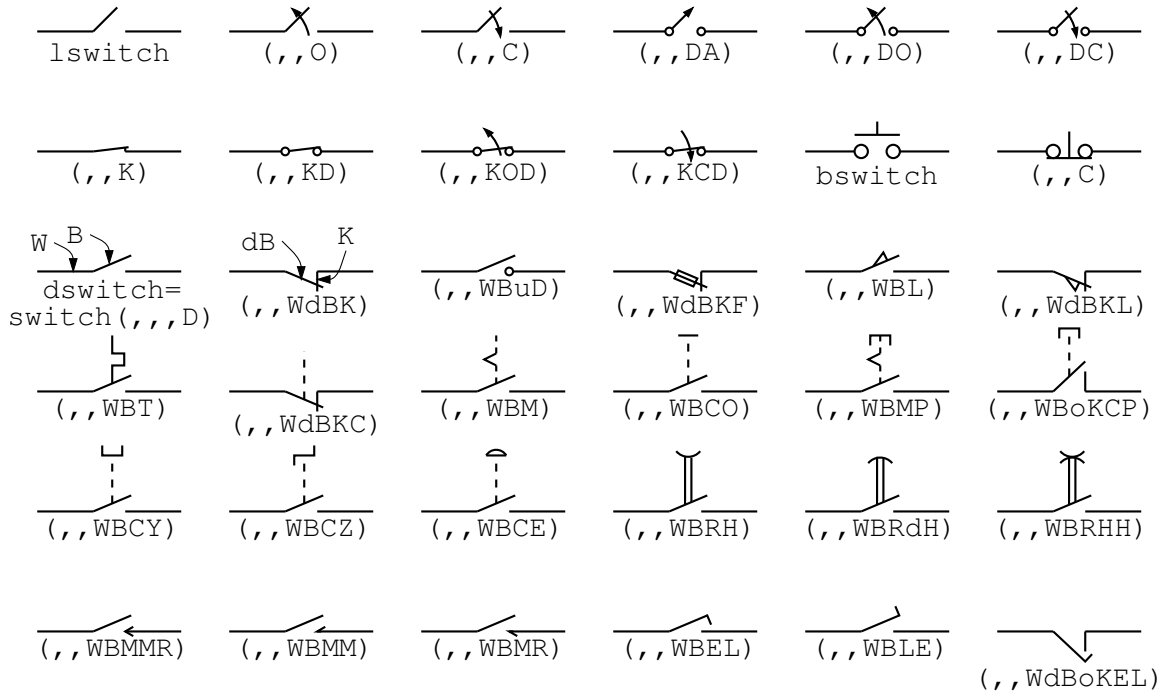 lswitch
(,,O)
(,,C)
(,,DA)
(,,DO)
(,,DC)
(,,K)
(,,KD)
(,,KOD)
(,,KCD)
bswitch
(,,C)
W
B
dswitch=
switch(,,,D)
dB
K
(,,WdBK)
(,,WBuD)
(,,WdBKF)
(,,WBL)
(,,WdBKL)
(,,WBT)
(,,WdBKC)
(,,WBM)
(,,WBCO)
(,,WBMP)
(,,WBoKCP)
(,,WBCY)
(,,WBCZ)
(,,WBCE)
(,,WBRH)
(,,WBRdH)
(,,WBRHH)
(,,WBMMR)
(,,WBMM)
(,,WBMR)
(,,WBEL)
(,,WBLE)
(,,WdBoKEL)